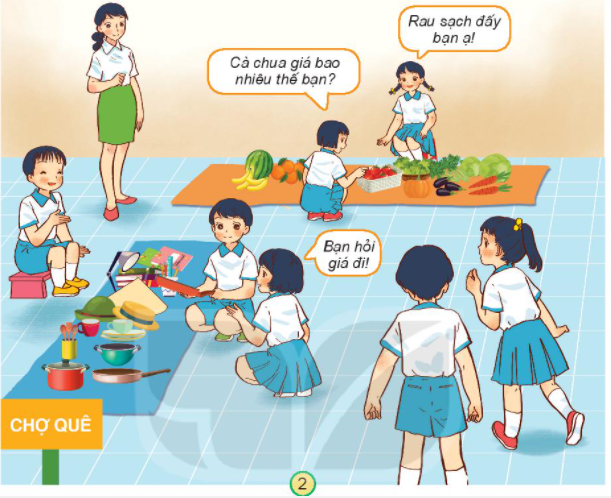 Rau sạch đấy
bạn ạ!
Cà chua giá bao
nhiêu thế bạn?
Bạn hỏi
giá đi!
CHỢ QUÊ
2